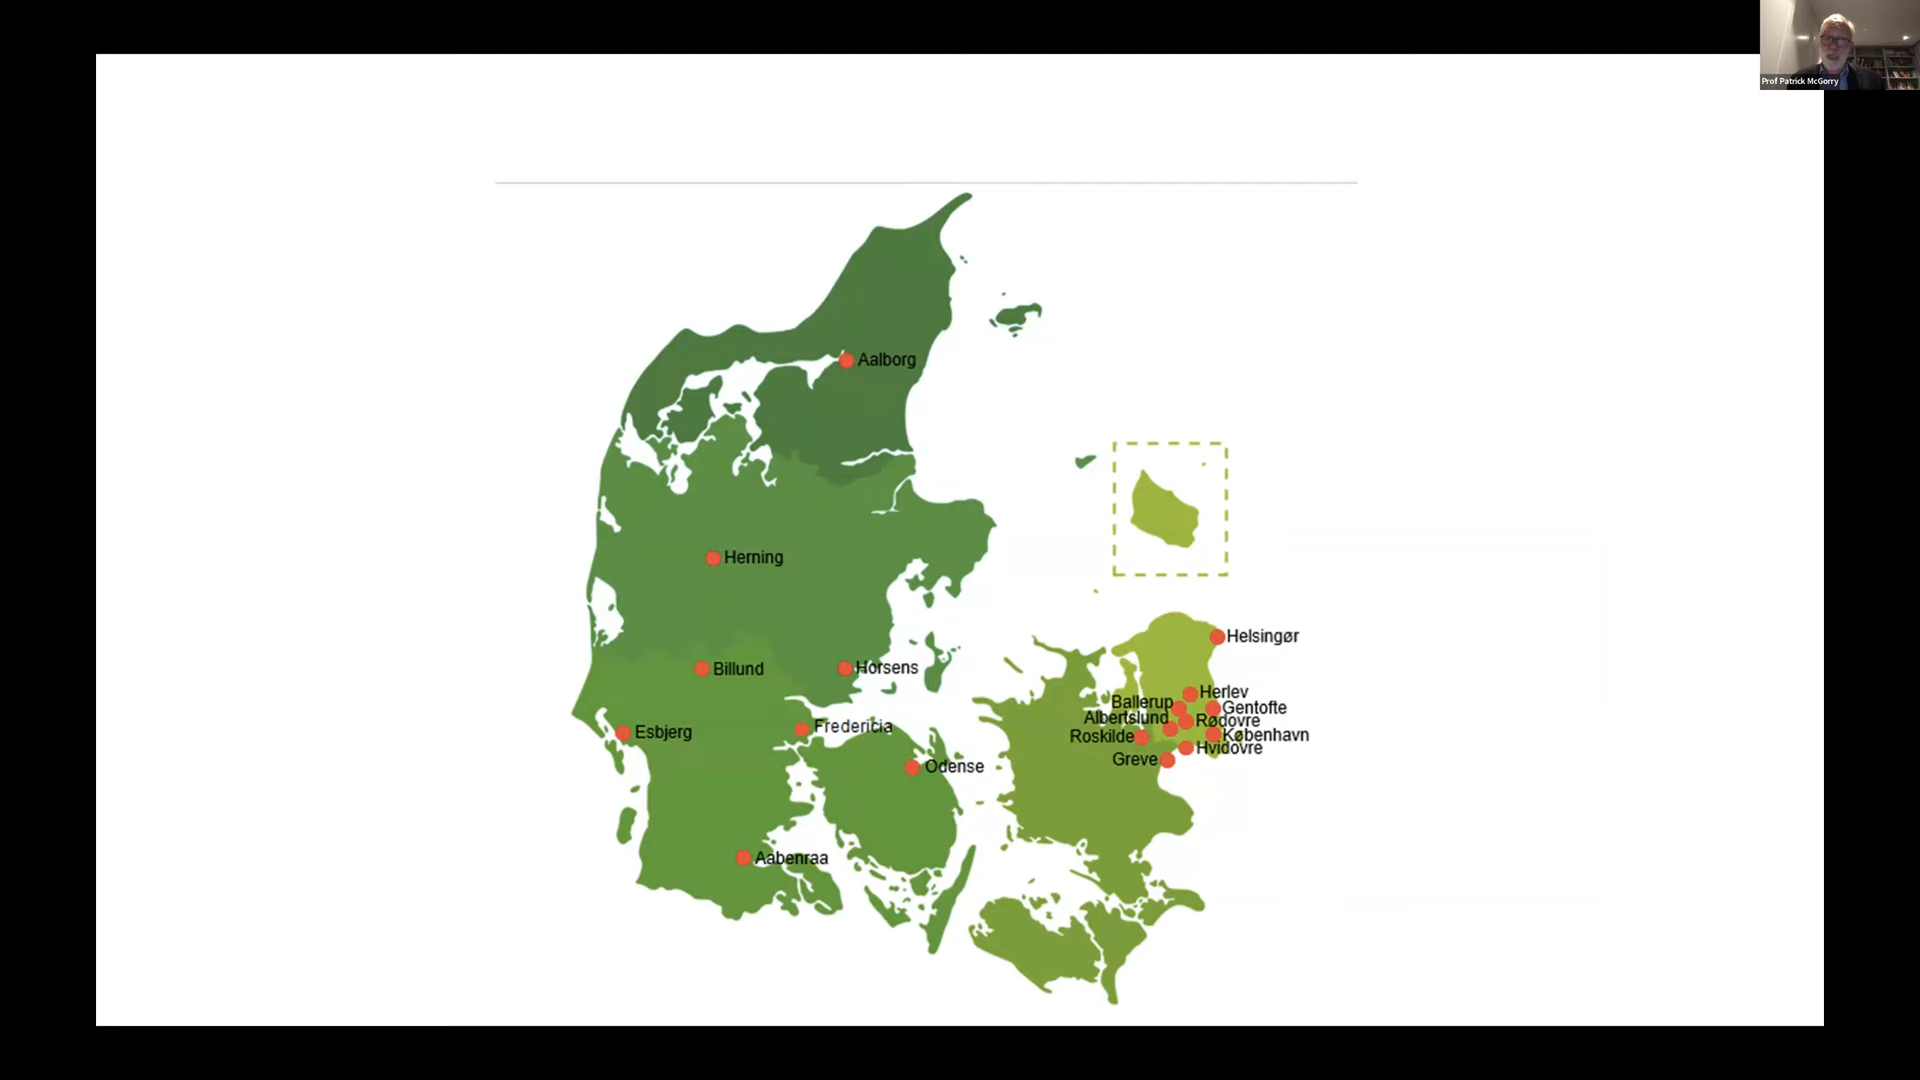 Prof Patrick McGorry
Aalborg
Herning
Helsingør
Billund
Horsens
Herlev
Ballerup
Gentofte
Albertslund
Rødovre
Esbjerg
Fredericia
Roskilde
København
Hvidovre
Greve
Odense
Aabenraa